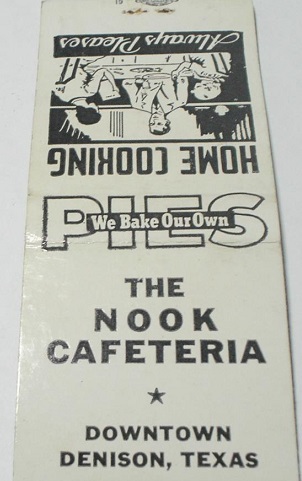 Always Pleases
HOME COOKING
PIES
We Bake Our Own
THE
NOOK
CAFETERIA
★
DOWNTOWN
DENISON, TEXAS